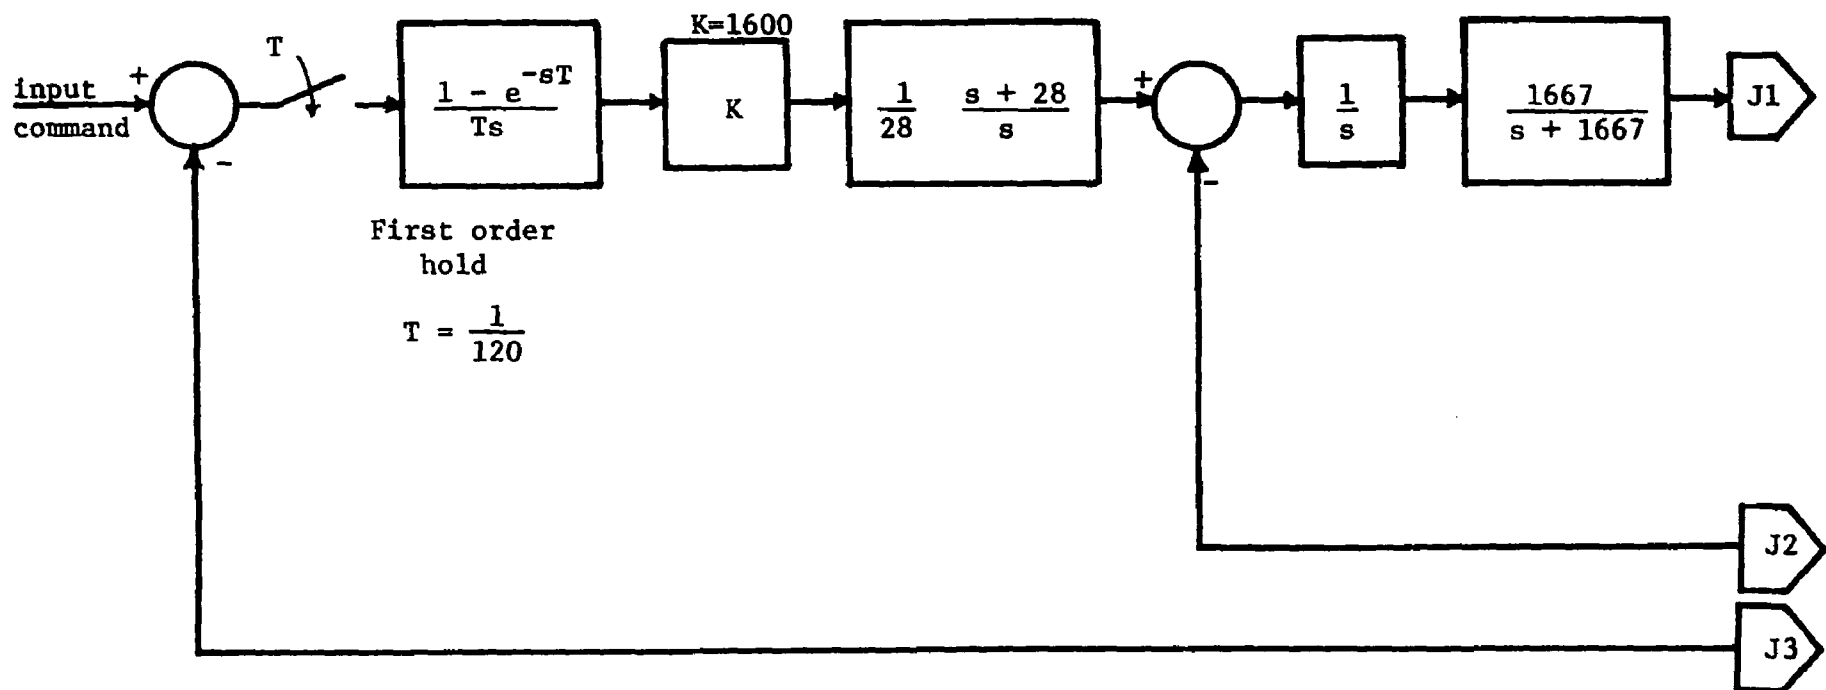 K=1600
T
input
command
+
-
1 - e^-sT
Ts
K
1
28
s + 28
s
+
-
1
s
1667
s + 1667
J1
First order
hold
T = 1
120
J2
J3